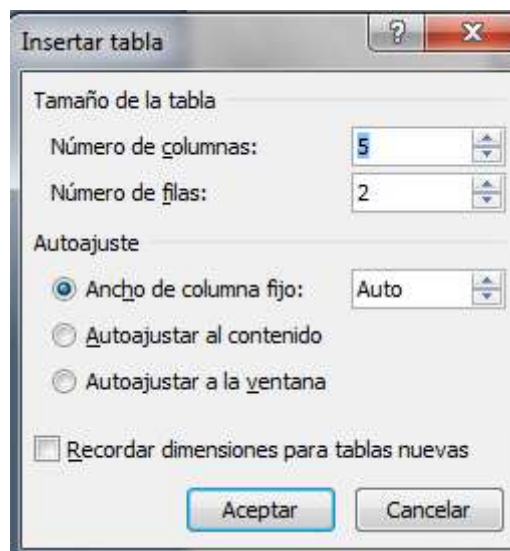 Insertar tabla
Tamaño de la tabla
Número de columnas: 5
Número de filas: 2
Autoajuste
Ancho de columna fijo: Auto
Autoajustar al contenido
Autoajustar a la ventana
Recordar dimensiones para tablas nuevas
Aceptar Cancelar